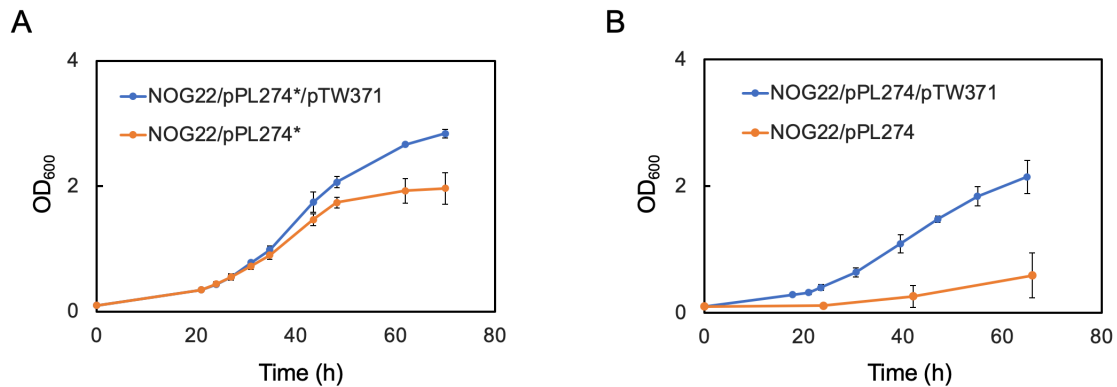 A
4
2
0
OD600
NOG22/pPL274*/pTW371
NOG22/pPL274*
0 20 40 60 80
Time (h)
B
4
2
0
OD600
NOG22/pPL274/pTW371
NOG22/pPL274
0 20 40 60 80
Time (h)